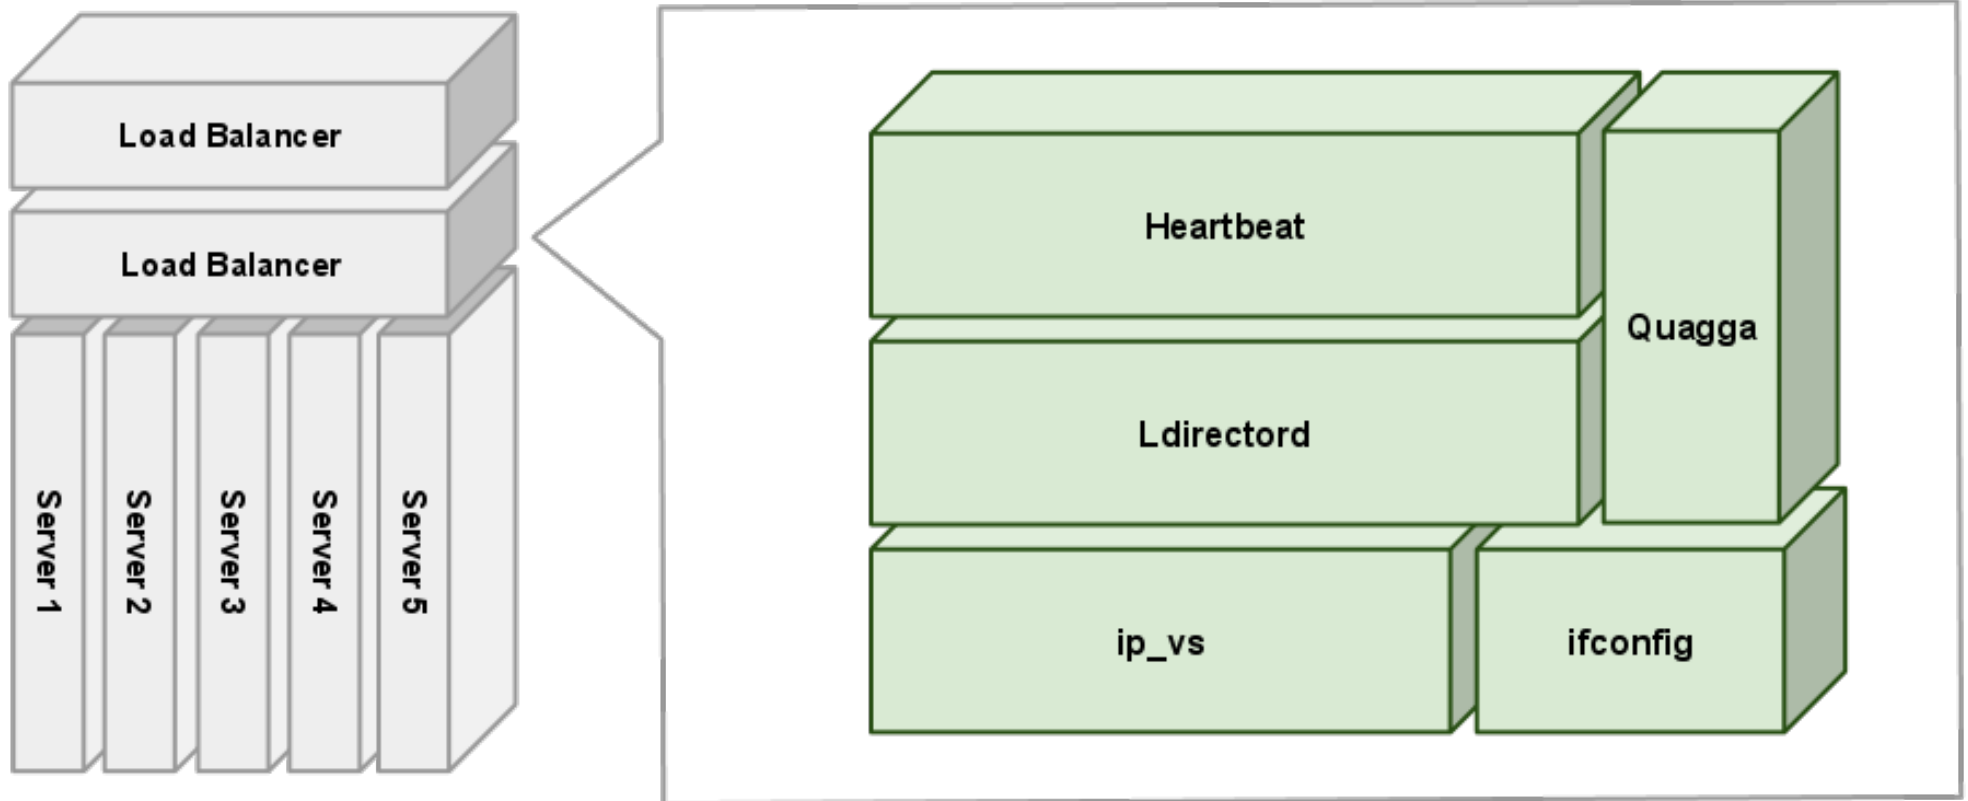 Load Balancer
Load Balancer
Server 1
Server 2
Server 3
Server 4
Server 5
Heartbeat
Quagga
Ldirectord
ip_vs
ifconfig